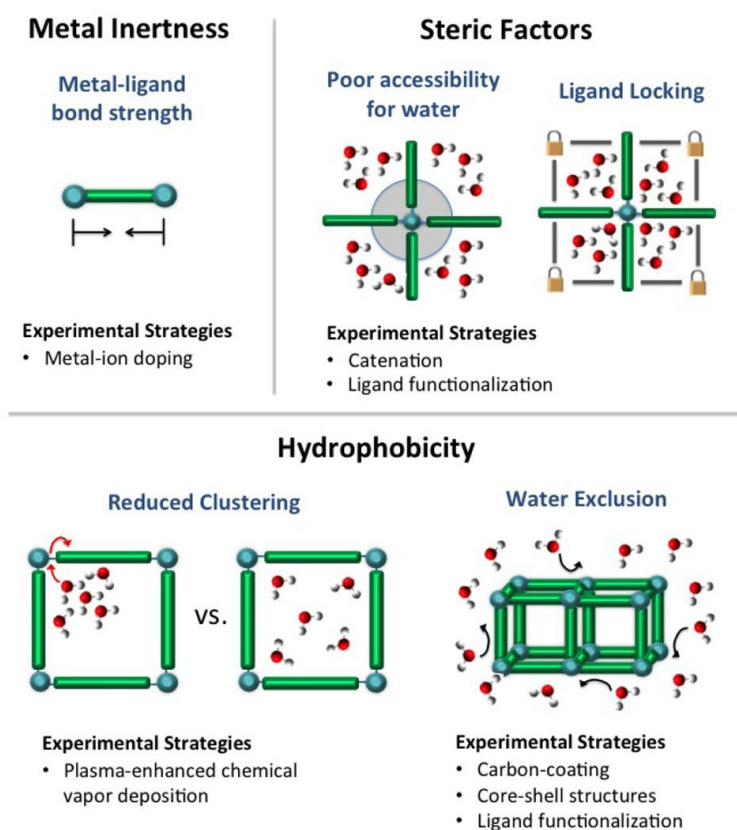 Metal Inertness
Metal-ligand
bond strength
Experimental Strategies
• Metal-ion doping
Steric Factors
Poor accessibility
for water
Ligand Locking
Experimental Strategies
• Catenation
• Ligand functionalization
Hydrophobicity
Reduced Clustering
vs.
Experimental Strategies
• Plasma-enhanced chemical
vapor deposition
Water Exclusion
Experimental Strategies
• Carbon-coating
• Core-shell structures
• Ligand functionalization